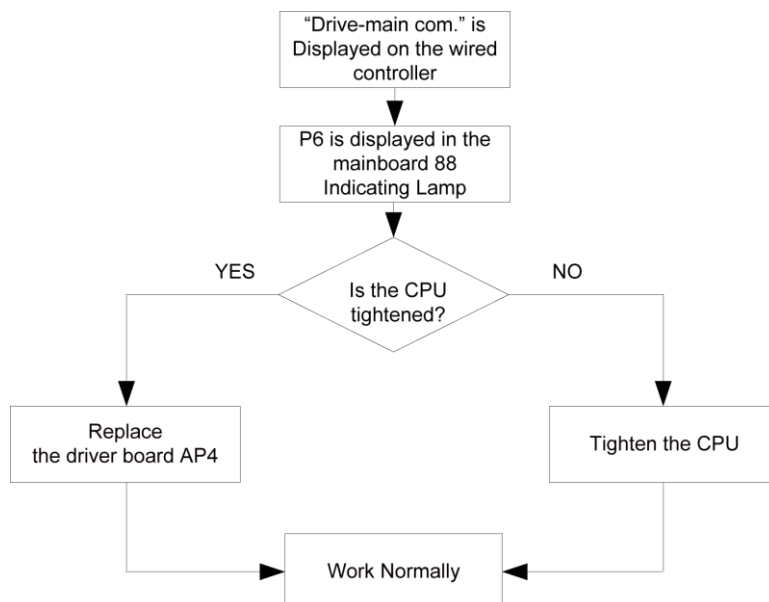 “Drive-main com.” is
Displayed on the wired
controller
P6 is displayed in the
mainboard 88
Indicating Lamp
YES
NO
Is the CPU
tightened?
Replace
the driver board AP4
Tighten the CPU
Work Normally